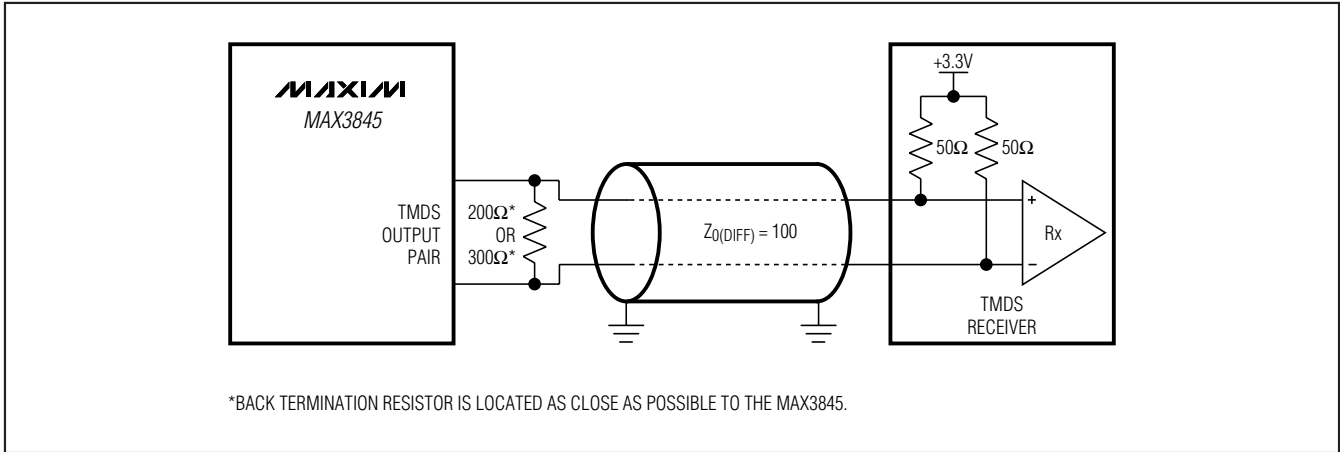 MAXIM
MAX3845
TMDS
OUTPUT
PAIR
200Ω*
OR
300Ω*
Z0(DIFF) = 100
+3.3V
50Ω
50Ω
+
Rx
−
TMDS
RECEIVER
*BACK TERMINATION RESISTOR IS LOCATED AS CLOSE AS POSSIBLE TO THE MAX3845.